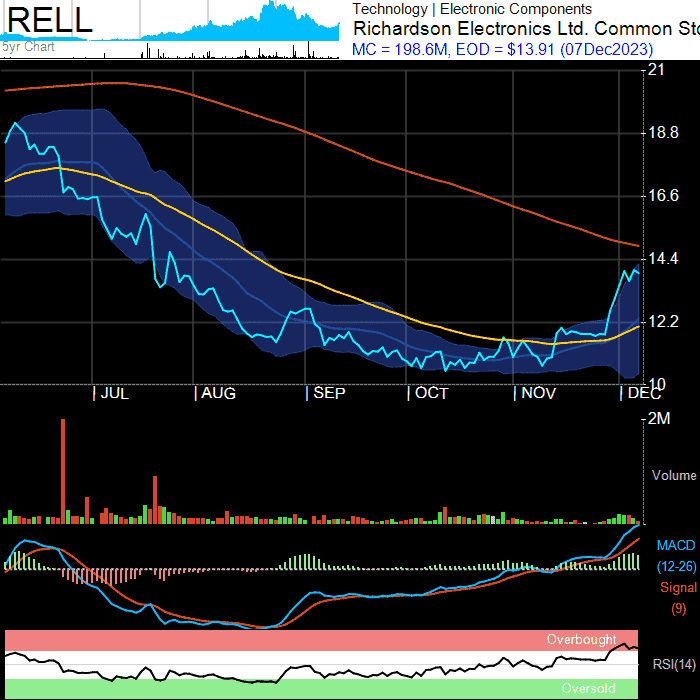 RELL
5yr Chart
Technology | Electronic Components
Richardson Electronics Ltd. Common Sto
MC = 198.6M, EOD = $13.91 (07Dec2023)
21
18.8
16.6
14.4
12.2
10
| JUL | AUG | SEP | OCT | NOV | DEC
2M
Volume
MACD
(12-26)
Signal
(9)
Overbought
RSI(14)
Oversold